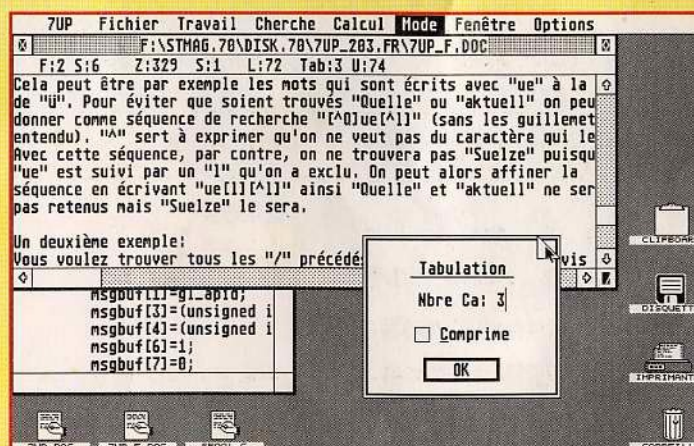 7UP Fichier Travail Cherche Calcul Mode Fenêtre Options
F:\STMAG.78\DISK.78\7UP_203.FR\7UP_F.DOC
F:2 S:6 Z:329 S:1 L:72 Tab:3 U:74
Cela peut être par exemple les mots qui sont écrits avec "ue" à la
de "ü". Pour éviter que soient trouvés "Quelle" ou "aktuell" on peu
donner comme séquence de recherche "[^Q]ue[^l]" (sans les guillemet
entendu). "^" sert à exprimer qu'on ne veut pas du caractère qui le
Avec cette séquence, par contre, on ne trouvera pas "Suelze" puisqu
"ue" est suivi par un "l" qu'on a exclu. On peut alors affiner la
séquence en écrivant "ue[l][^l]" ainsi "Quelle" et "aktuell" ne ser
pas retenus mais "Suelze" le sera.
Un deuxième exemple:
Vous voulez trouver tous les "/" précéd vis
Tabulation
Nbre Ca: 3
Comprime
OK
msgbuf[1]=gl_apid;
msgbuf[3]=(unsigned i
msgbuf[4]=(unsigned i
msgbuf[6]=1;
msgbuf[7]=0;
CLIPBOAR
DISQUETT
IMPRIMANT